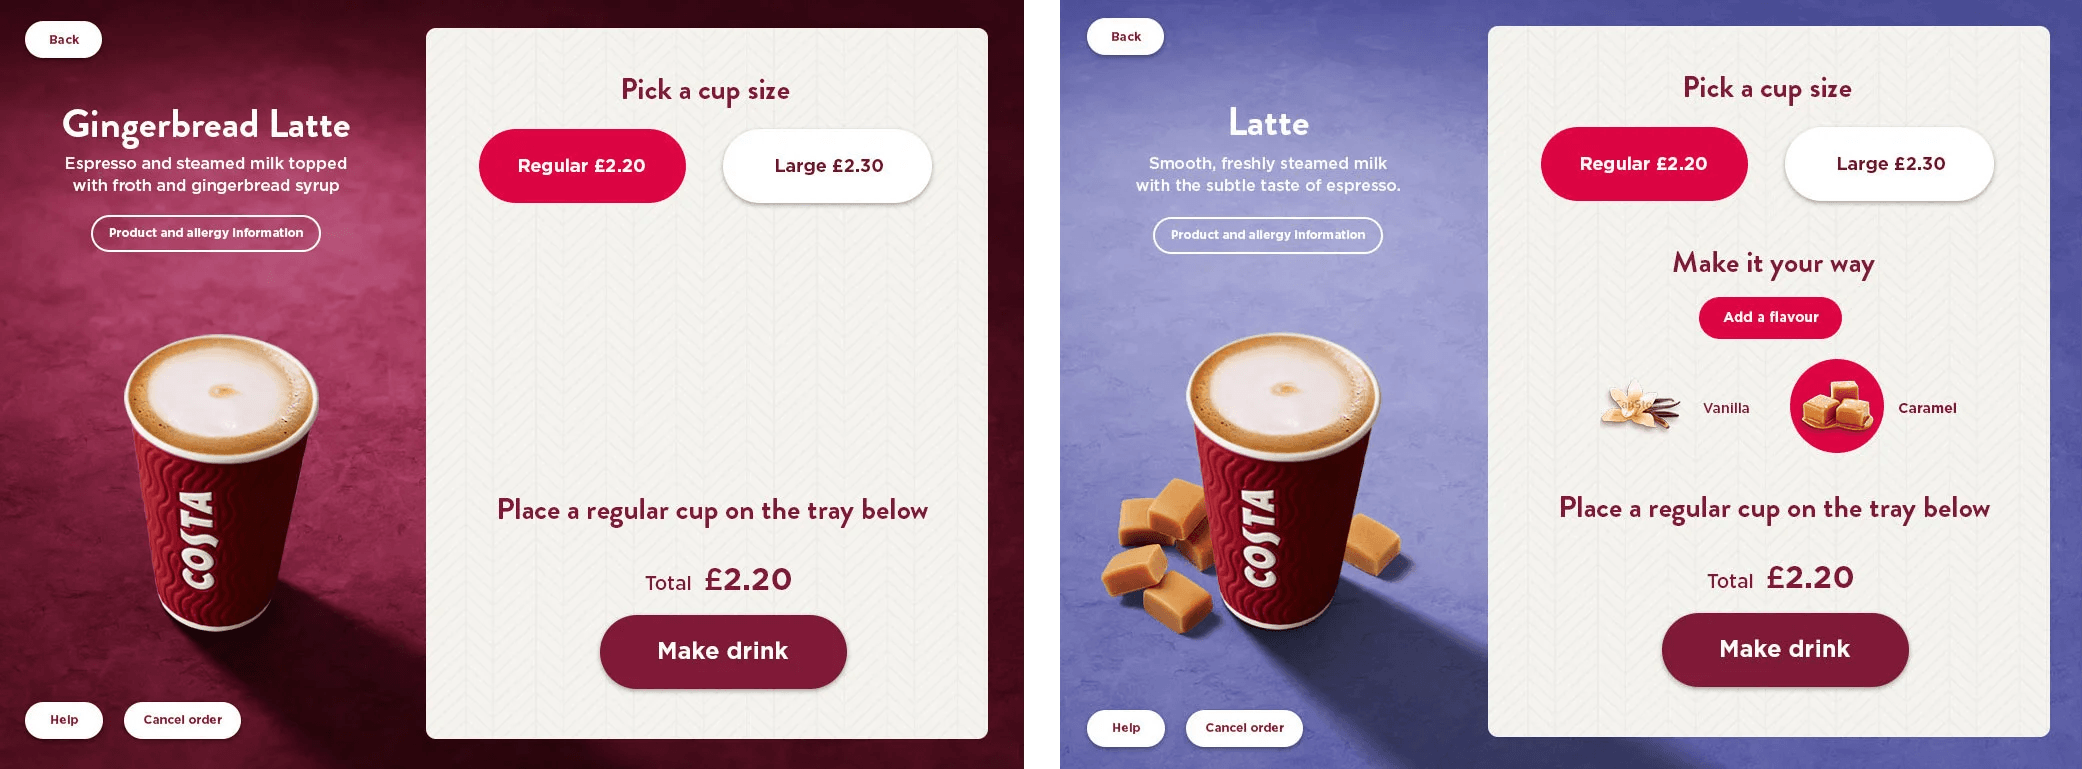 Back
Gingerbread Latte
Espresso and steamed milk topped
with froth and gingerbread syrup
Product and allergy information
COSTA
Help
Cancel order
Pick a cup size
Regular £2.20
Large £2.30
Place a regular cup on the tray below
Total £2.20
Make drink
Back
Latte
Smooth, freshly steamed milk
with the subtle taste of espresso.
Product and allergy information
COSTA
Help
Cancel order
Pick a cup size
Regular £2.20
Large £2.30
Make it your way
Add a flavour
Vanilla
Caramel
Place a regular cup on the tray below
Total £2.20
Make drink